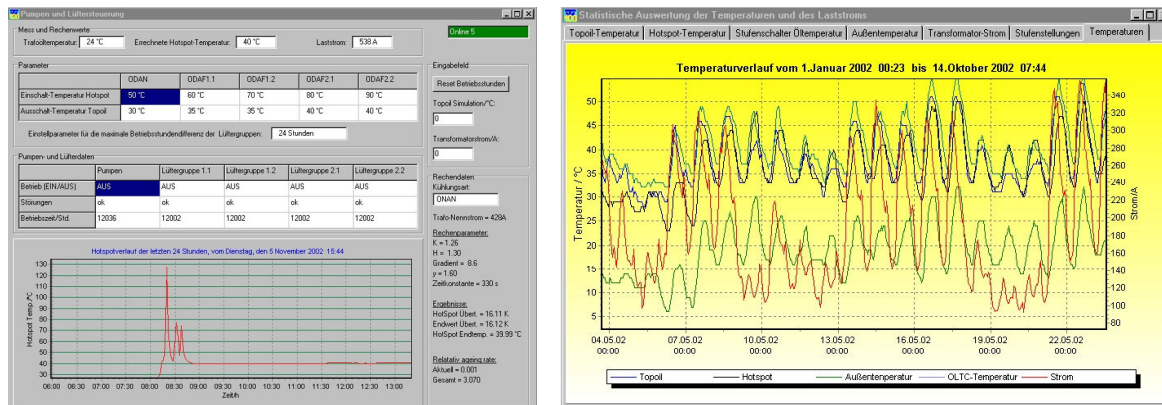 Pumpen und Lüftersteuerung
Mess und Rechenwerte
Trafoöltemperatur: 24 °C Errechnete Hotspot-Temperatur: 40 °C Laststrom: 538 A
Parameter
ODAN ODAF1.1 ODAF1.2 ODAF2.1 ODAF2.2
Einschalt-Temperatur Hotspot 50 °C 60 °C 70 °C 80 °C 90 °C
Ausschalt-Temperatur Topoil 30 °C 35 °C 35 °C 40 °C 40 °C
Einstellparameter für die maximale Betriebsstundendifferenz der Lüftergruppen: 24 Stunden
Pumpen- und Lüfterdaten
Pumpen Lüftergruppe 1.1 Lüftergruppe 1.2 Lüftergruppe 2.1 Lüftergruppe 2.2
Betrieb (EIN/AUS) AUS AUS AUS AUS AUS
Störungen ok ok ok ok ok
Betriebszeit/Std. 12036 12002 12002 12002 12002
Hotspotverlauf der letzten 24 Stunden, vom Dienstag, den 5 November 2002 15:44
130
120
110
100
90
80
70
60
50
40
30
Hotspot Temp./°C
06:00 06:30 07:00 07:30 08:00 08:30 09:00 09:30 10:00 10:30 11:00 11:30 12:00 12:30 13:00
Zeit/h
Online 5
Eingabefeld
Reset Betriebsstunden
Topoil Simulation/°C:
0
Transformatorstrom/A:
0
Rechendaten
Kühlungsart:
ONAN
Trafo-Nennstrom = 428A
Rechenparameter:
K = 1.26
H = 1.30
Gradient = 8.6
y = 1.60
Zeitkonstante = 330 s
Ergebnisse:
HotSpot Übert. = 16.11 K
Endwert Übert. = 16.12 K
HotSpot Endtemp. = 39.99 °C
Relatativ ageing rate:
Aktuell = 0.001
Gesamt = 3.070
Statistische Auswertung der Temperaturen und des Laststroms
Topoil-Temperatur Hotspot-Temperatur Stufenschalter Öltemperatur Außentemperatur Transformator-Strom Stufenstellungen Temperaturen
Temperaturverlauf vom 1.Januar 2002 00:23 bis 14.Oktober 2002 07:44
50
45
40
35
30
25
20
15
10
5
Temperatur / °C
340
320
300
280
260
240
220
200
180
160
140
120
100
80
Strom/A
04.05.02 07.05.02 10.05.02 13.05.02 16.05.02 19.05.02 22.05.02
00:00 00:00 00:00 00:00 00:00 00:00 00:00
Topoil Hotspot Außentenperatur OLTC-Temperatur Strom